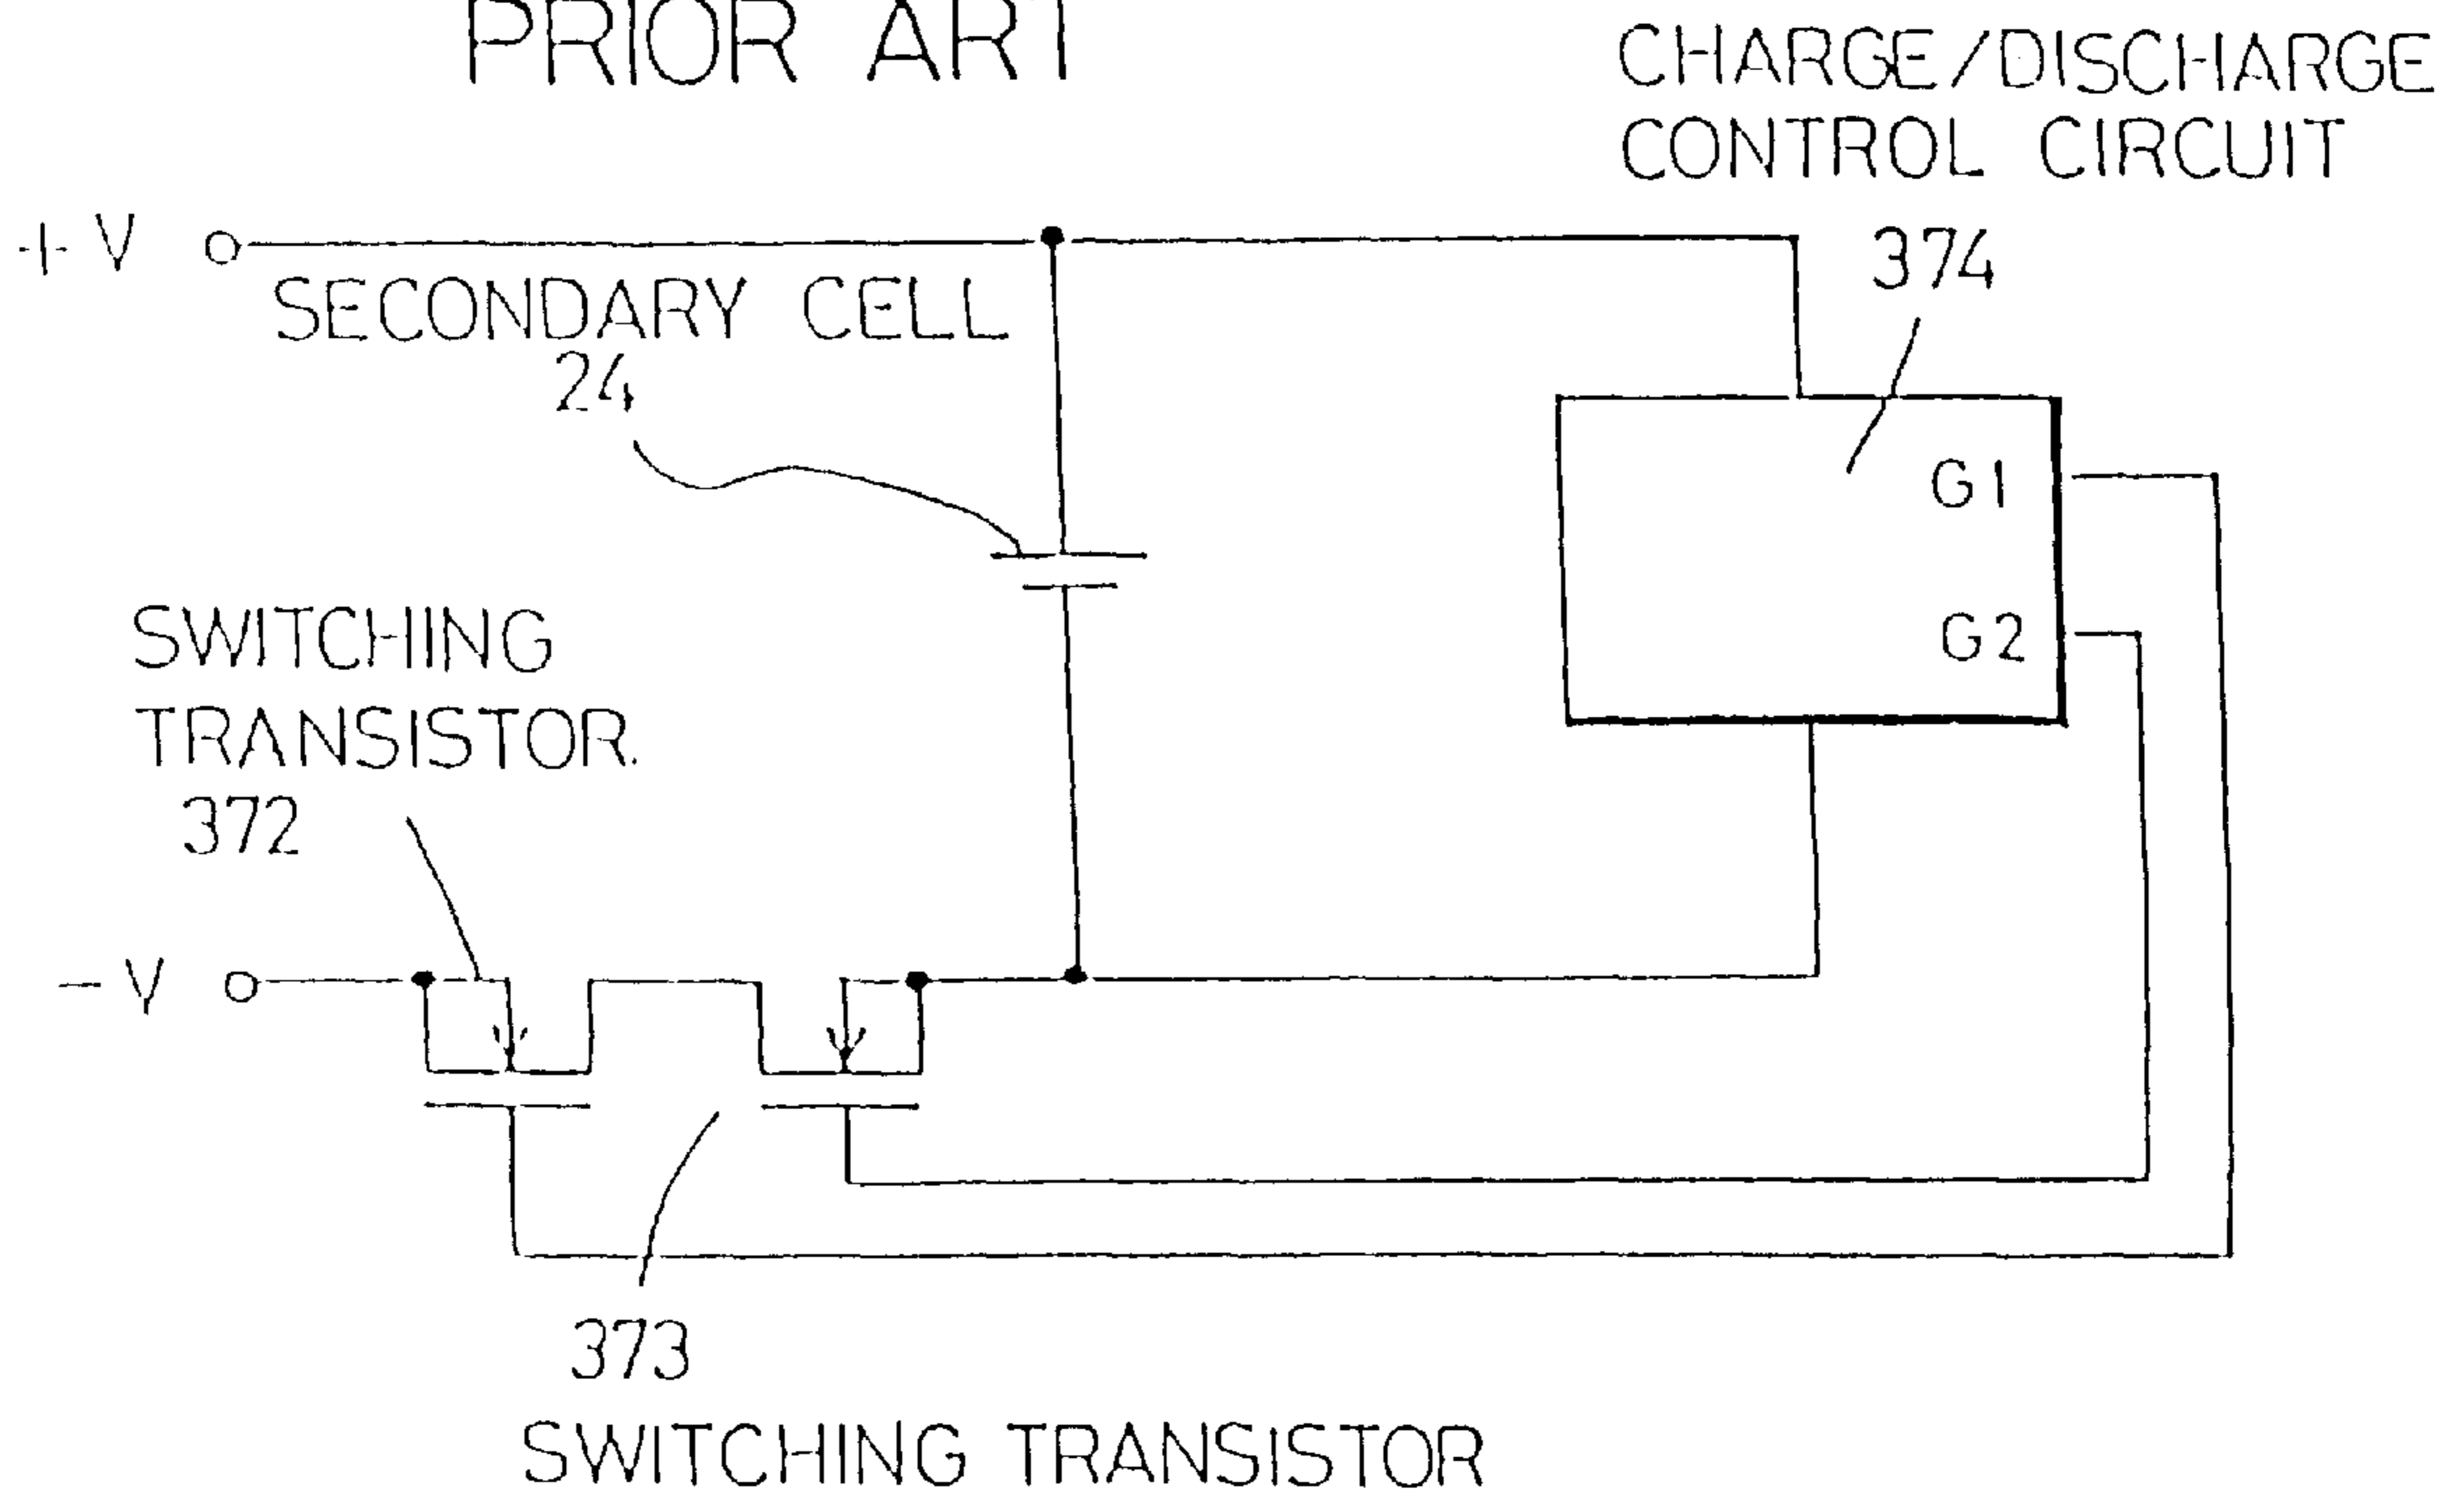 PRIOR ART
CHARGE/DISCHARGE
CONTROL CIRCUIT
374
+ V
SECONDARY CELL
24
G1
G2
SWITCHING
TRANSISTOR.
372
- V
373
SWITCHING TRANSISTOR